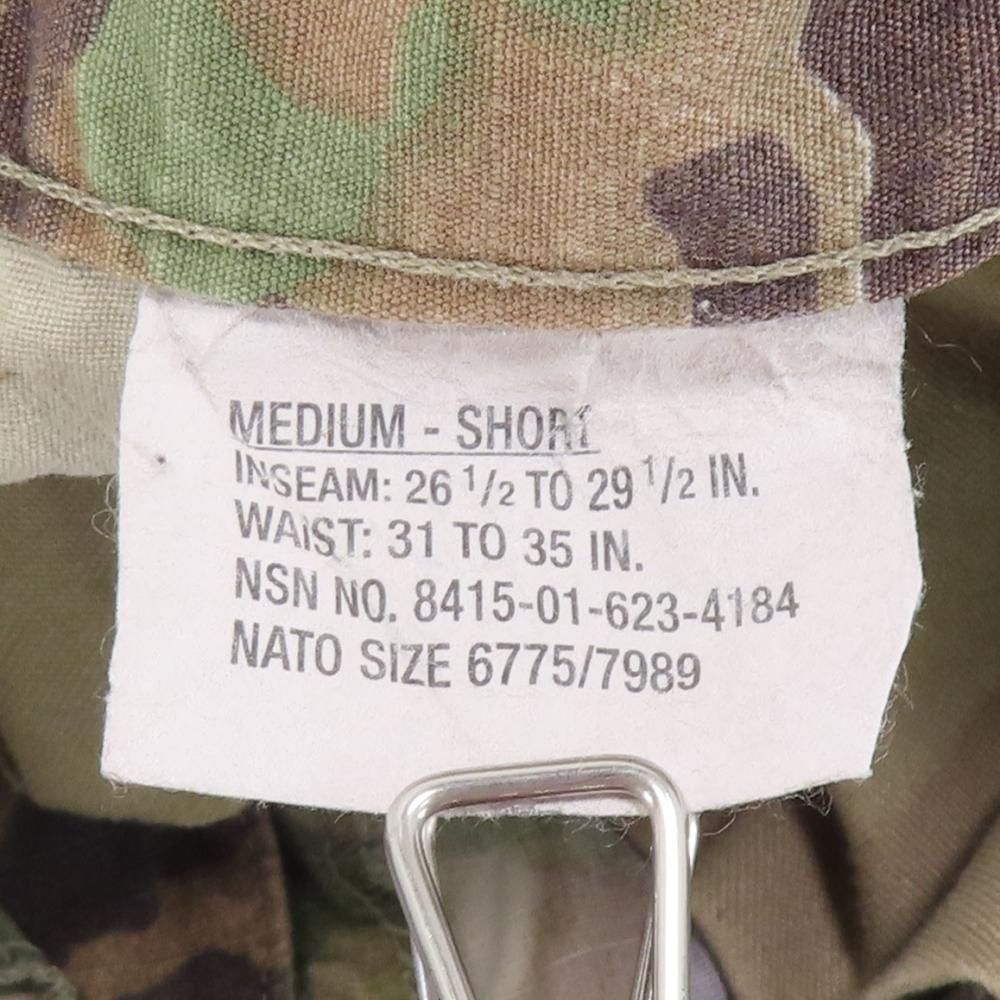 MEDIUM - SHORT
INSEAM: 26 1/2 TO 29 1/2 IN.
WAIST: 31 TO 35 IN.
NSN NO. 8415-01-623-4184
NATO SIZE 6775/7989